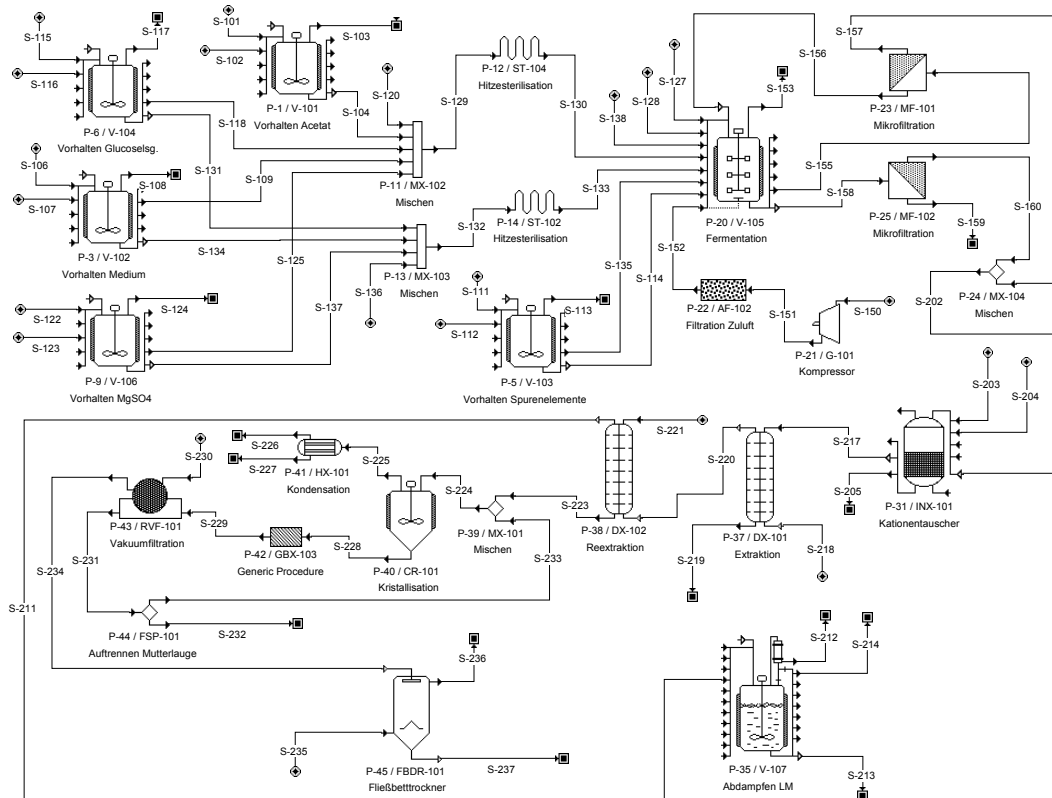 S-115
S-117
S-116
P-6 / V-104
Vorhalten Glucoselsg.
S-101
S-103
S-102
P-1 / V-101
Vorhalten Acetat
S-104
S-118
S-131
S-120
S-129
P-12 / ST-104
Hitzesterilisation
S-130
P-11 / MX-102
Mischen
S-106
S-108
S-107
S-109
P-3 / V-102
Vorhalten Medium
S-134
S-125
S-137
S-132
P-14 / ST-102
Hitzesterilisation
S-133
P-13 / MX-103
Mischen
S-136
S-122
S-124
S-123
P-9 / V-106
Vorhalten MgSO4
S-111
S-113
S-112
P-5 / V-103
Vorhalten Spurenelemente
S-135
S-114
S-127
S-128
S-138
S-153
S-156
S-157
P-23 / MF-101
Mikrofiltration
S-155
S-158
P-20 / V-105
Fermentation
P-25 / MF-102
Mikrofiltration
S-160
S-159
S-152
P-22 / AF-102
Filtration Zuluft
S-151
S-150
P-21 / G-101
Kompressor
S-202
P-24 / MX-104
Mischen
S-203
S-204
S-217
S-205
P-31 / INX-101
Kationentauscher
S-221
S-220
S-219
S-218
P-37 / DX-101
Extraktion
P-38 / DX-102
Reextraktion
S-223
S-224
P-39 / MX-101
Mischen
S-233
S-226
S-227
P-41 / HX-101
Kondensation
S-225
P-40 / CR-101
Kristallisation
S-228
P-42 / GBX-103
Generic Procedure
S-229
S-230
P-43 / RVF-101
Vakuumfiltration
S-231
S-234
S-211
P-44 / FSP-101
Auftrennen Mutterlauge
S-232
S-236
S-235
S-237
P-45 / FBDR-101
Fließbetttrockner
S-212
S-214
P-35 / V-107
Abdampfen LM
S-213